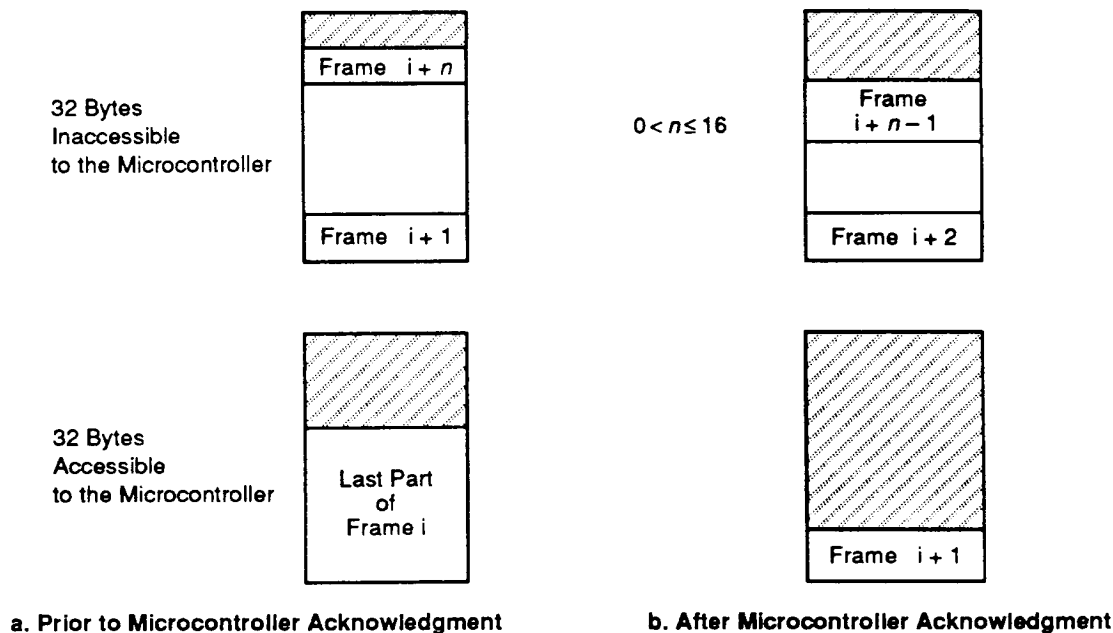 Frame i + n
32 Bytes
Inaccessible
to the Microcontroller
Frame i + 1
0 < n ≤ 16
Frame
i + n − 1
Frame i + 2
32 Bytes
Accessible
to the Microcontroller
Last Part
of
Frame i
Frame i + 1
a. Prior to Microcontroller Acknowledgment
b. After Microcontroller Acknowledgment